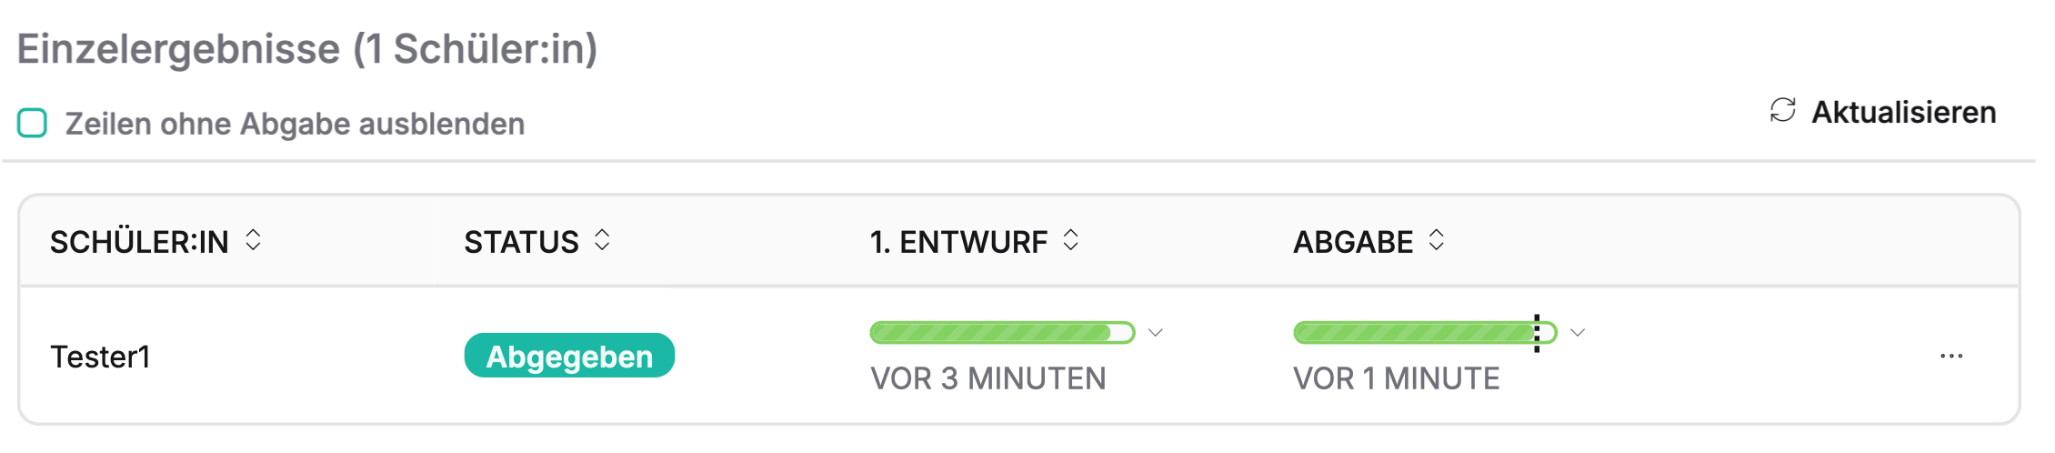 Einzelergebnisse (1 Schüler:in)
Zeilen ohne Abgabe ausblenden
Aktualisieren
SCHÜLER:IN STATUS 1. ENTWURF ABGABE
Tester1 Abgegeben
VOR 3 MINUTEN VOR 1 MINUTE